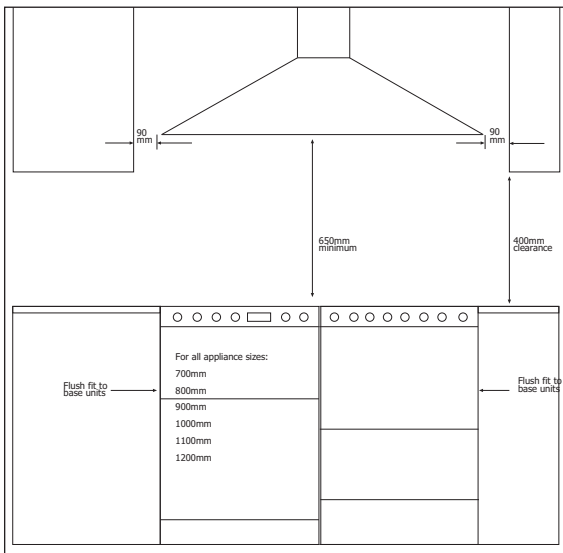 90
mm
90
mm
650mm
minimum
400mm
clearance
For all appliance sizes:
700mm
800mm
900mm
1000mm
1100mm
1200mm
Flush fit to
base units
Flush fit to
base units